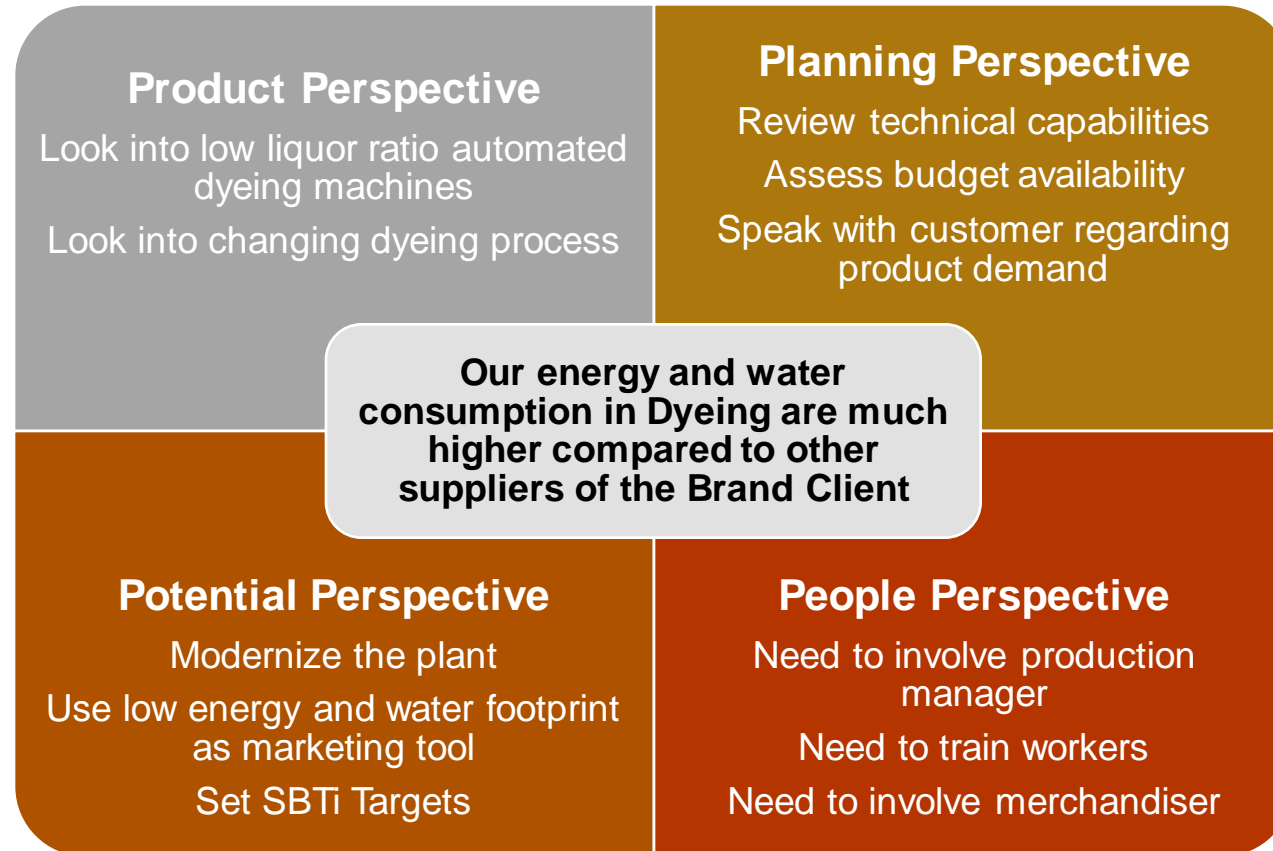 Product Perspective
Look into low liquor ratio automated
dyeing machines
Look into changing dyeing process
Planning Perspective
Review technical capabilities
Assess budget availability
Speak with customer regarding
product demand
Our energy and water
consumption in Dyeing are much
higher compared to other
suppliers of the Brand Client
Potential Perspective
Modernize the plant
Use low energy and water footprint
as marketing tool
Set SBTi Targets
People Perspective
Need to involve production
manager
Need to train workers
Need to involve merchandiser